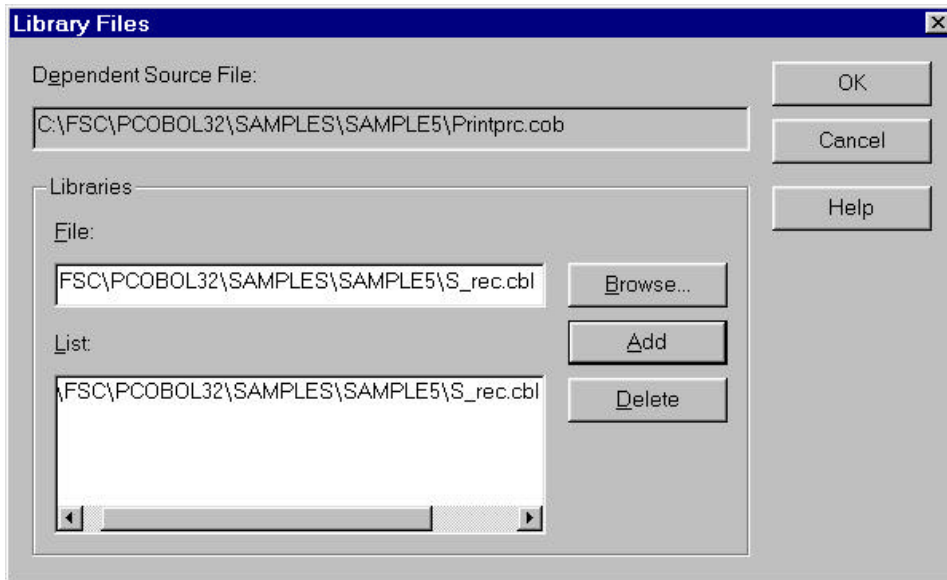 Library Files
Dependent Source File:
OK
C:\FSC\PCOBOL32\SAMPLES\SAMPLE5\Printprc.cob
Cancel
Libraries
Help
File:
FSC\PCOBOL32\SAMPLES\SAMPLE5\S_rec.cbl
Browse...
List:
Add
\FSC\PCOBOL32\SAMPLES\SAMPLE5\S_rec.cbl
Delete